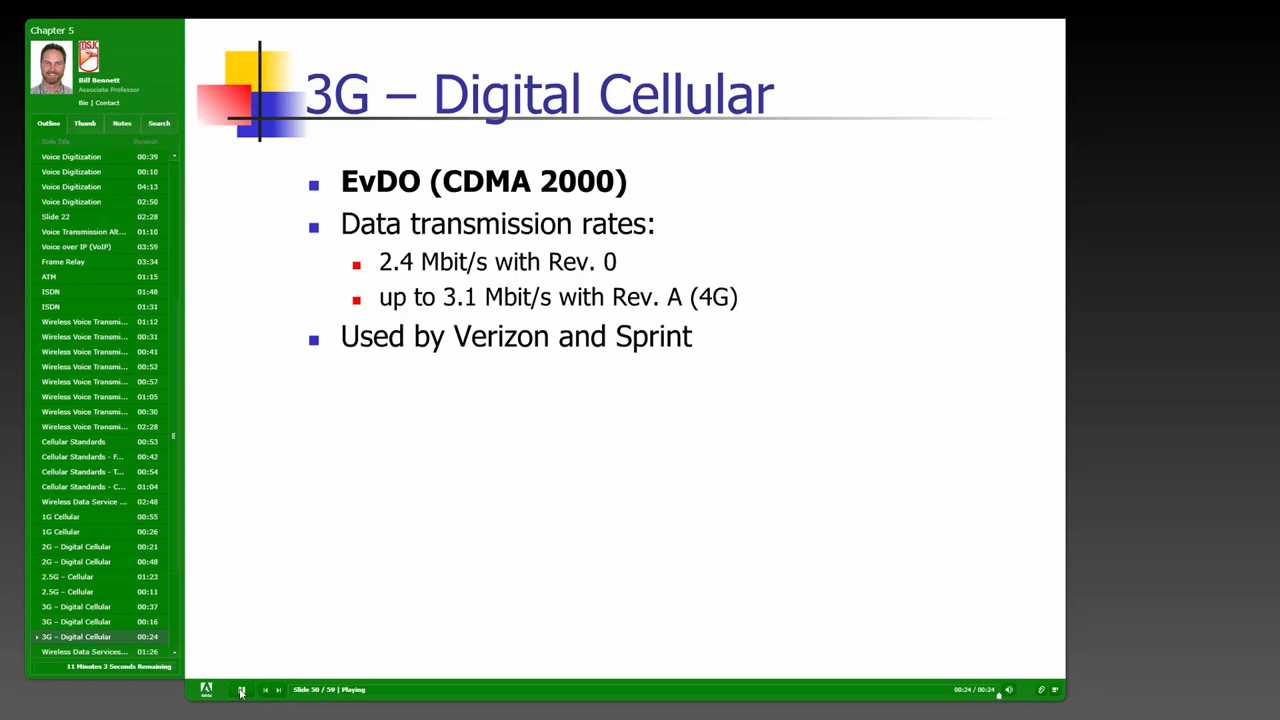 Chapter 5
MSJC
Bill Bennett
Associate Professor
Bio | Contact
Outline Thumb Notes Search
Slide Title Duration
Voice Digitization 00:39
Voice Digitization 00:10
Voice Digitization 04:13
Voice Digitization 02:50
Slide 22 02:28
Voice Transmission Alt... 01:10
Voice over IP (VoIP) 03:59
Frame Relay 03:34
ATM 01:15
ISDN 01:48
ISDN 01:31
Wireless Voice Transmi... 01:12
Wireless Voice Transmi... 00:31
Wireless Voice Transmi... 00:41
Wireless Voice Transmi... 00:52
Wireless Voice Transmi... 00:57
Wireless Voice Transmi... 01:05
Wireless Voice Transmi... 00:30
Wireless Voice Transmi... 02:28
Cellular Standards 00:53
Cellular Standards - F... 00:42
Cellular Standards - T... 00:54
Cellular Standards - C... 01:04
Wireless Data Service ... 02:48
1G Cellular 00:55
1G Cellular 00:26
2G – Digital Cellular 00:21
2G – Digital Cellular 00:48
2.5G – Cellular 01:23
2.5G – Cellular 00:11
3G – Digital Cellular 00:37
3G – Digital Cellular 00:16
3G – Digital Cellular 00:24
Wireless Data Services... 01:26
11 Minutes 3 Seconds Remaining
3G – Digital Cellular
EvDO (CDMA 2000)
Data transmission rates:
2.4 Mbit/s with Rev. 0
up to 3.1 Mbit/s with Rev. A (4G)
Used by Verizon and Sprint
Adobe
Slide 50 / 59 | Playing
00:24 / 00:24